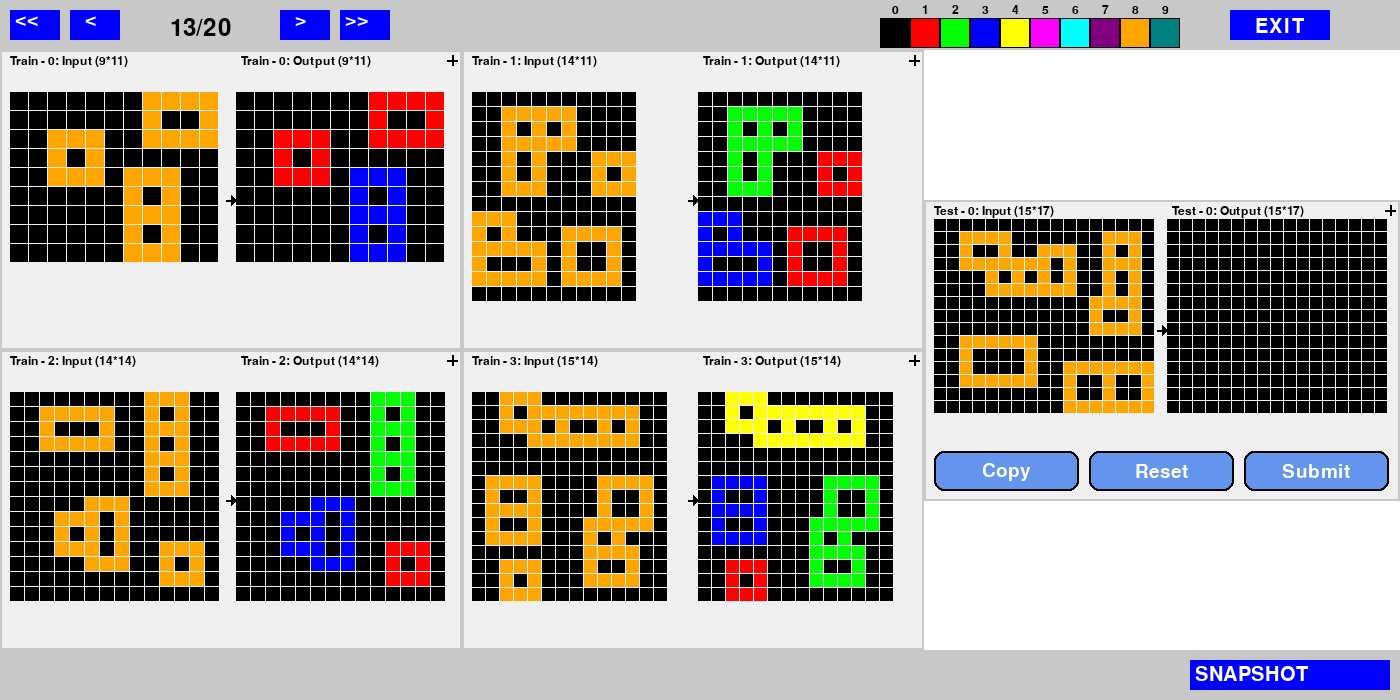 << < 13/20 > >> 0 1 2 3 4 5 6 7 8 9 EXIT
Train - 0: Input (9*11) Train - 0: Output (9*11) + Train - 1: Input (14*11) Train - 1: Output (14*11) +
Test - 0: Input (15*17) Test - 0: Output (15*17) +
Train - 2: Input (14*14) Train - 2: Output (14*14) + Train - 3: Input (15*14) Train - 3: Output (15*14) +
Copy Reset Submit
SNAPSHOT